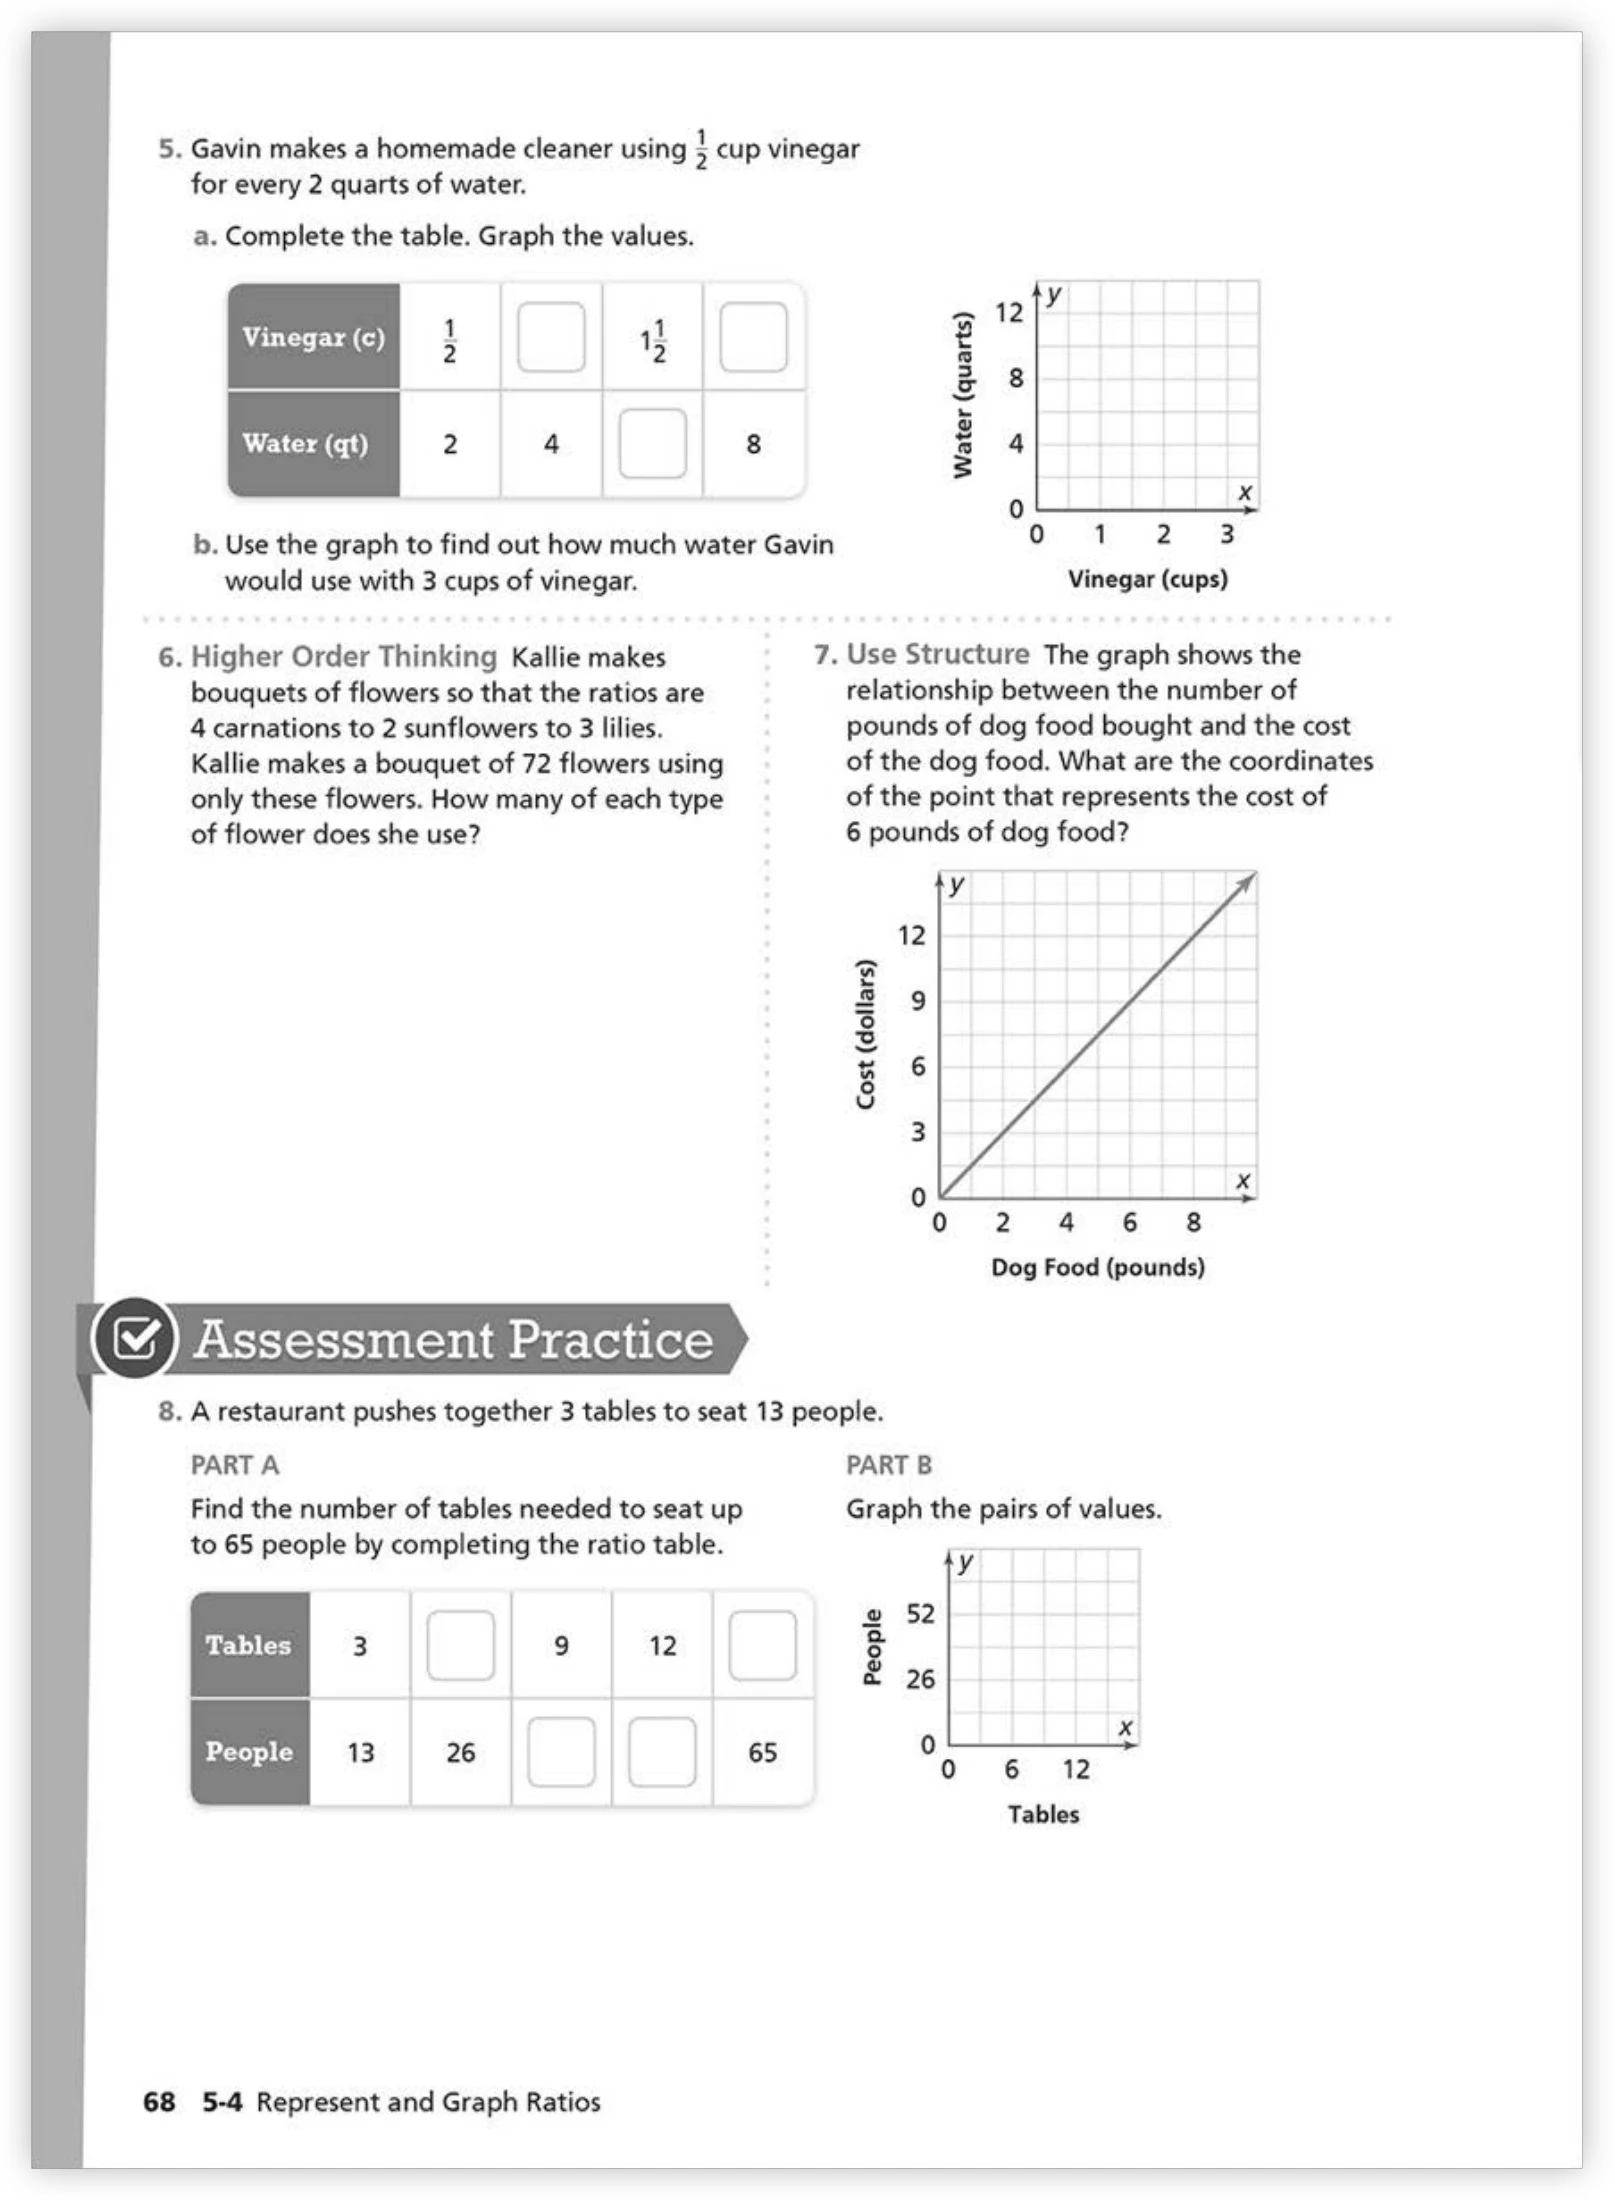 5. Gavin makes a homemade cleaner using 1/2 cup vinegar
for every 2 quarts of water.
a. Complete the table. Graph the values.
Vinegar (c) 1/2 1 1/2
Water (qt) 2 4 8
y
12
8
4
0
x
0 1 2 3
Water (quarts)
Vinegar (cups)
b. Use the graph to find out how much water Gavin
would use with 3 cups of vinegar.
6. Higher Order Thinking Kallie makes
bouquets of flowers so that the ratios are
4 carnations to 2 sunflowers to 3 lilies.
Kallie makes a bouquet of 72 flowers using
only these flowers. How many of each type
of flower does she use?
7. Use Structure The graph shows the
relationship between the number of
pounds of dog food bought and the cost
of the dog food. What are the coordinates
of the point that represents the cost of
6 pounds of dog food?
y
12
9
6
3
0
x
0 2 4 6 8
Cost (dollars)
Dog Food (pounds)
Assessment Practice
8. A restaurant pushes together 3 tables to seat 13 people.
PART A
Find the number of tables needed to seat up
to 65 people by completing the ratio table.
Tables 3 9 12
People 13 26 65
PART B
Graph the pairs of values.
y
52
26
0
x
0 6 12
People
Tables
68 5-4 Represent and Graph Ratios